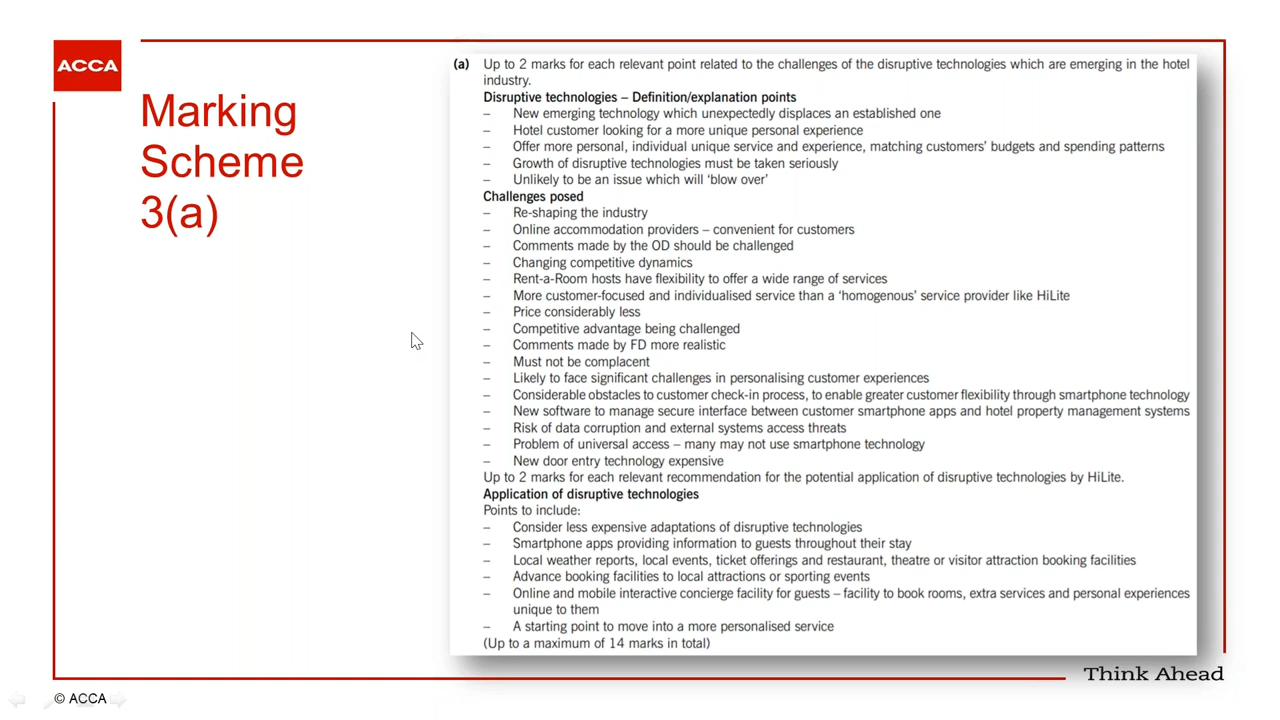 ACCA
Marking
Scheme
3(a)
(a) Up to 2 marks for each relevant point related to the challenges of the disruptive technologies which are emerging in the hotel
industry.
Disruptive technologies – Definition/explanation points
– New emerging technology which unexpectedly displaces an established one
– Hotel customer looking for a more unique personal experience
– Offer more personal, individual unique service and experience, matching customers' budgets and spending patterns
– Growth of disruptive technologies must be taken seriously
– Unlikely to be an issue which will 'blow over'
Challenges posed
– Re-shaping the industry
– Online accommodation providers – convenient for customers
– Comments made by the OD should be challenged
– Changing competitive dynamics
– Rent-a-Room hosts have flexibility to offer a wide range of services
– More customer-focused and individualised service than a 'homogenous' service provider like HiLite
– Price considerably less
– Competitive advantage being challenged
– Comments made by FD more realistic
– Must not be complacent
– Likely to face significant challenges in personalising customer experiences
– Considerable obstacles to customer check-in process, to enable greater customer flexibility through smartphone technology
– New software to manage secure interface between customer smartphone apps and hotel property management systems
– Risk of data corruption and external systems access threats
– Problem of universal access – many may not use smartphone technology
– New door entry technology expensive
Up to 2 marks for each relevant recommendation for the potential application of disruptive technologies by HiLite.
Application of disruptive technologies
Points to include:
– Consider less expensive adaptations of disruptive technologies
– Smartphone apps providing information to guests throughout their stay
– Local weather reports, local events, ticket offerings and restaurant, theatre or visitor attraction booking facilities
– Advance booking facilities to local attractions or sporting events
– Online and mobile interactive concierge facility for guests – facility to book rooms, extra services and personal experiences
unique to them
– A starting point to move into a more personalised service
(Up to a maximum of 14 marks in total)
Think Ahead
© ACCA